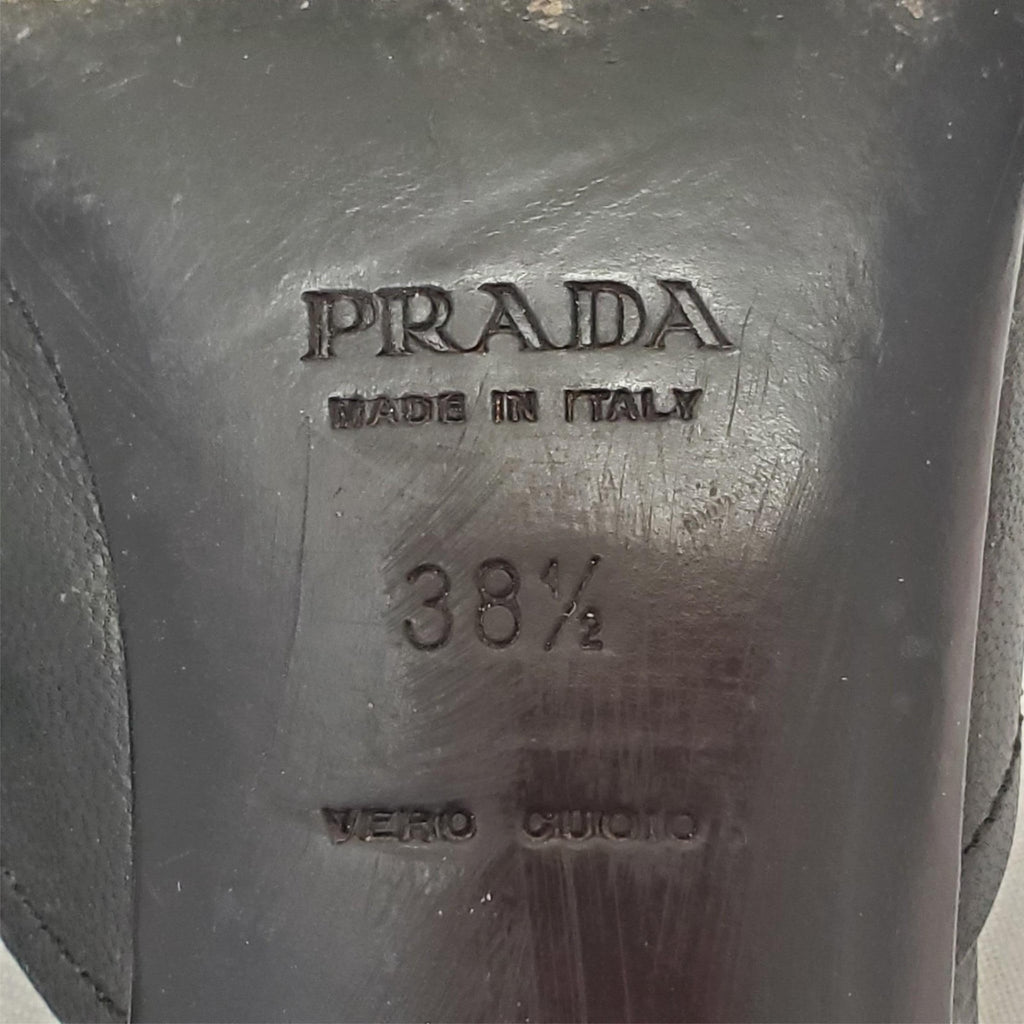 PRADA
MADE IN ITALY
38½
VERO CUOIO